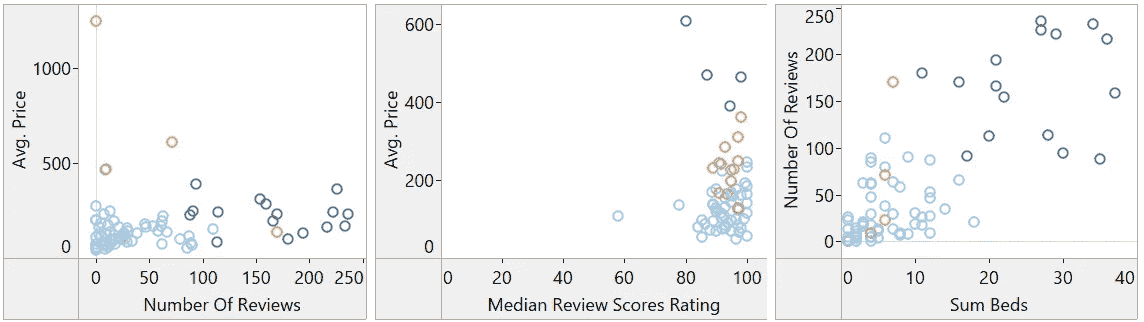 Avg. Price
1000
500
0
0 50 100 150 200 250
Number Of Reviews
Avg. Price
600
400
200
0
0 20 40 60 80 100
Median Review Scores Rating
Number Of Reviews
250
200
150
100
50
0
0 10 20 30 40
Sum Beds